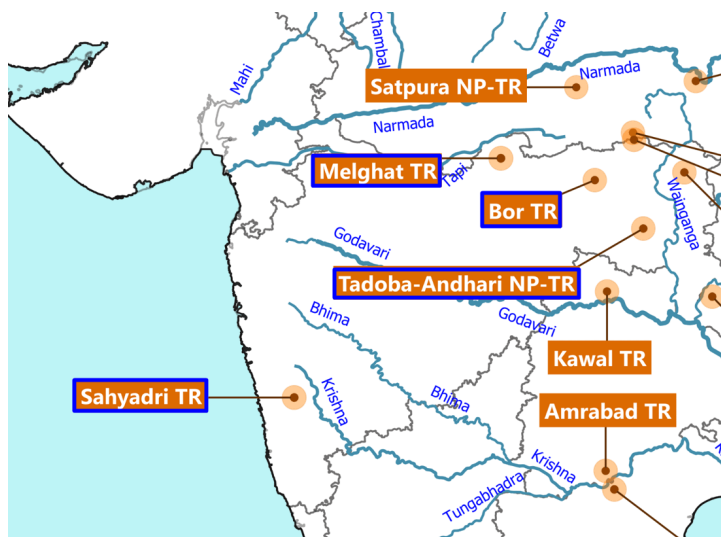 Mahi
Chambal
Betwa
Satpura NP-TR
Narmada
Narmada
Melghat TR
Tapi
Bor TR
Wainganga
Godavari
Tadoba-Andhari NP-TR
Bhima
Godavari
Kawal TR
Sahyadri TR
Krishna
Bhima
Amrabad TR
Krishna
Tungabhadra